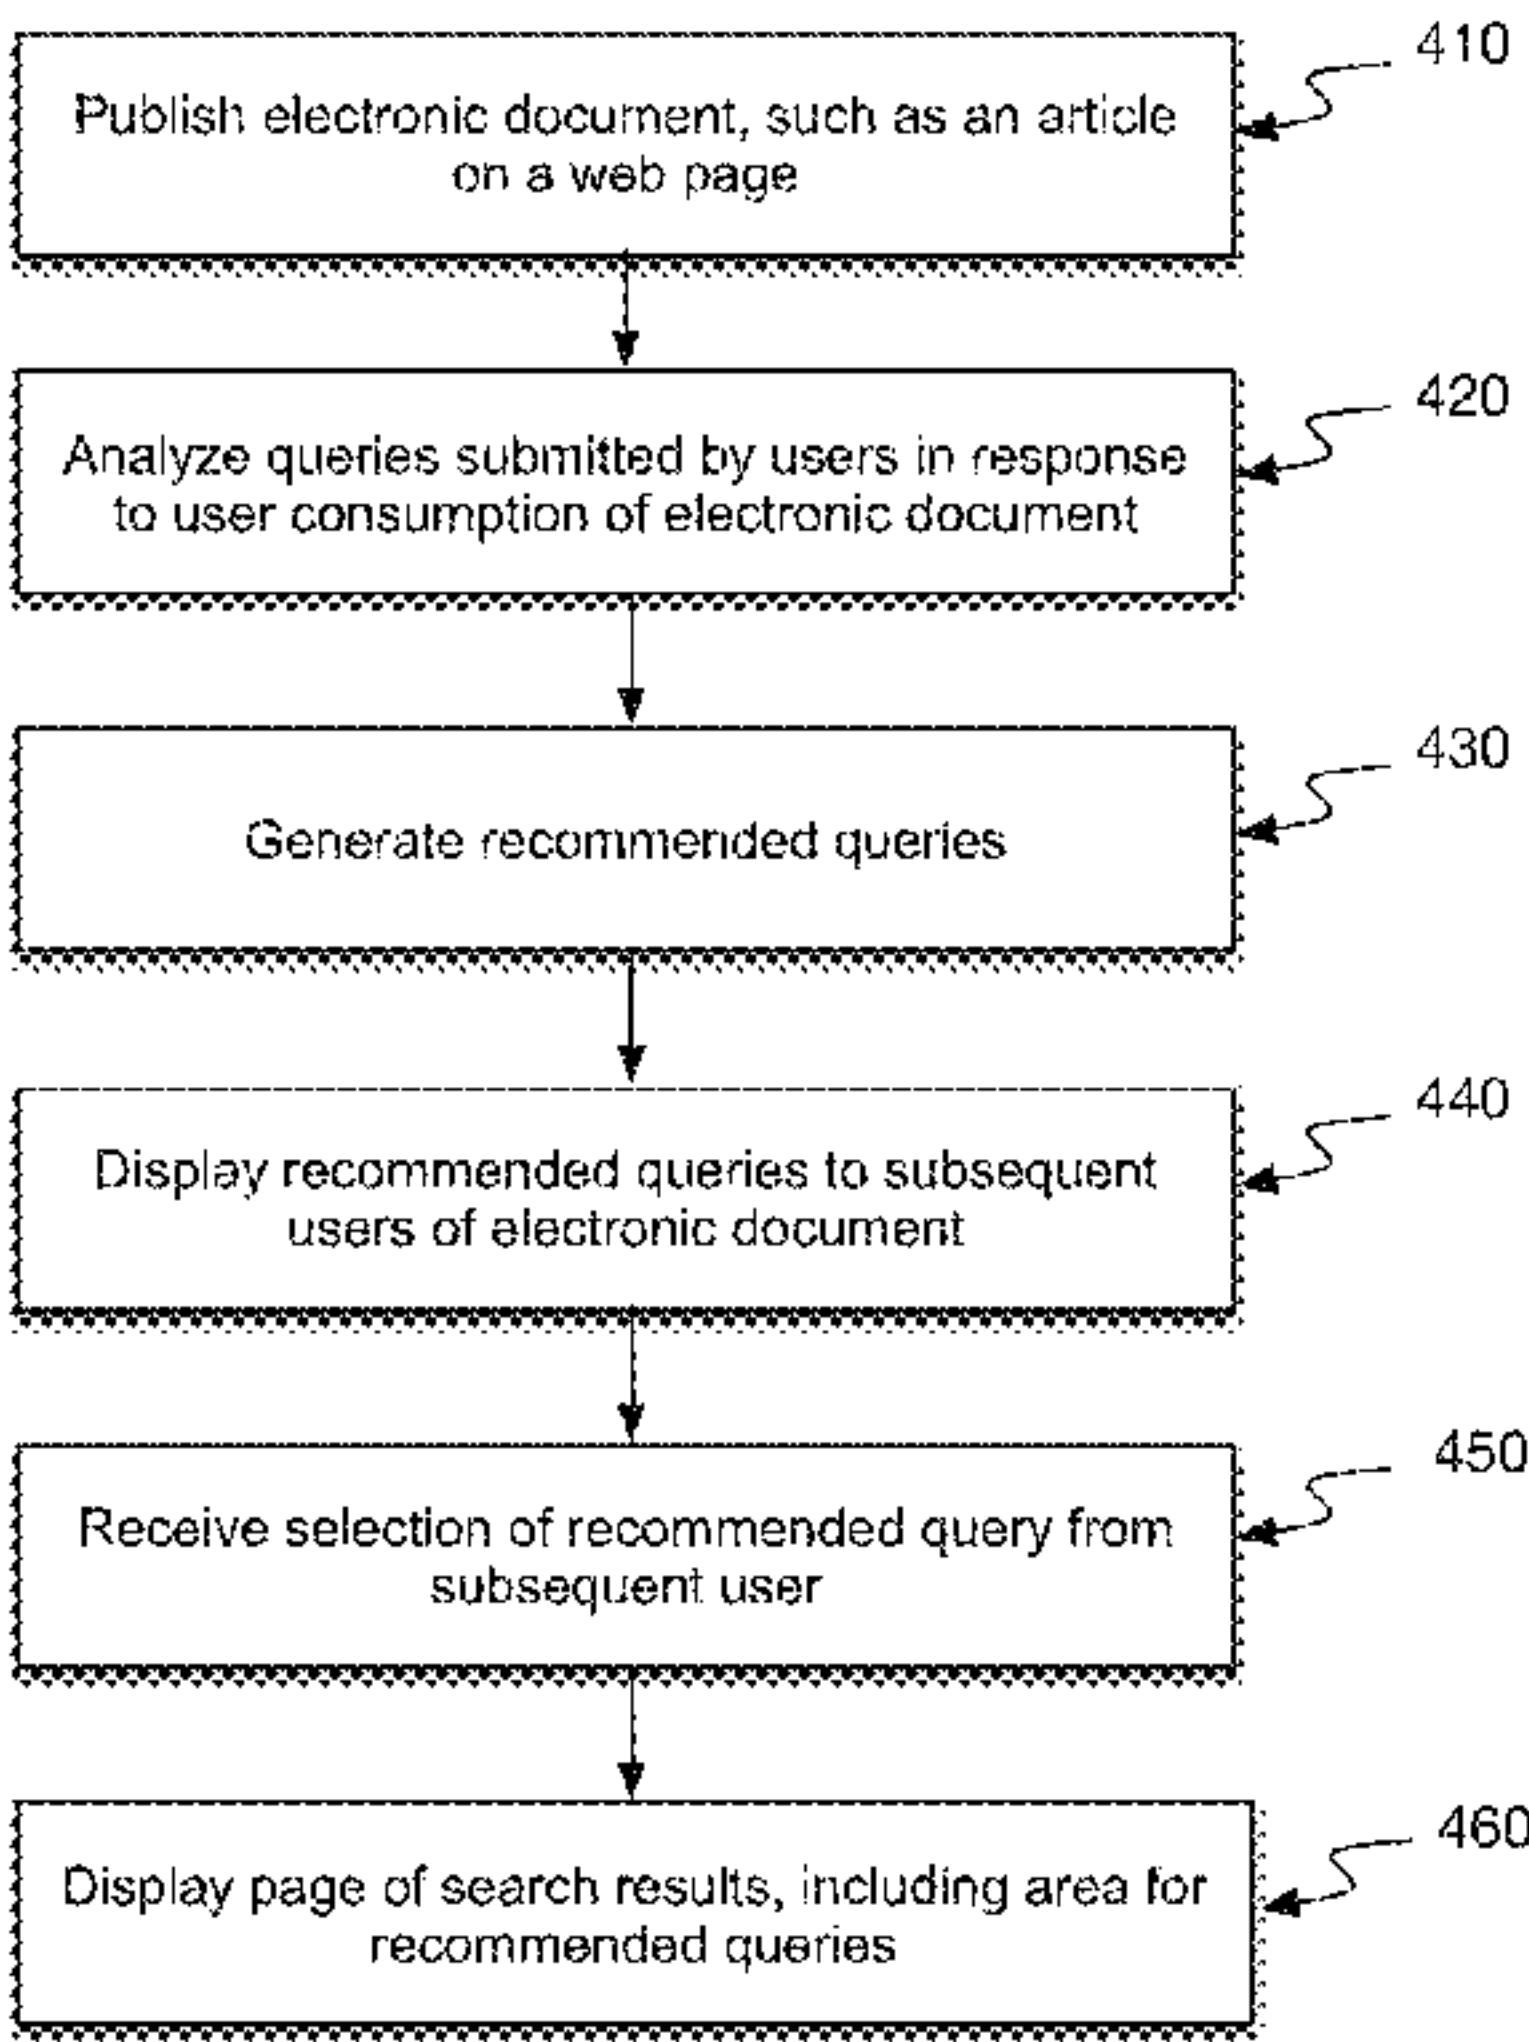 410
Publish electronic document, such as an article
on a web page
420
Analyze queries submitted by users in response
to user consumption of electronic document
430
Generate recommended queries
440
Display recommended queries to subsequent
users of electronic document
450
Receive selection of recommended query from
subsequent user
460
Display page of search results, including area for
recommended queries